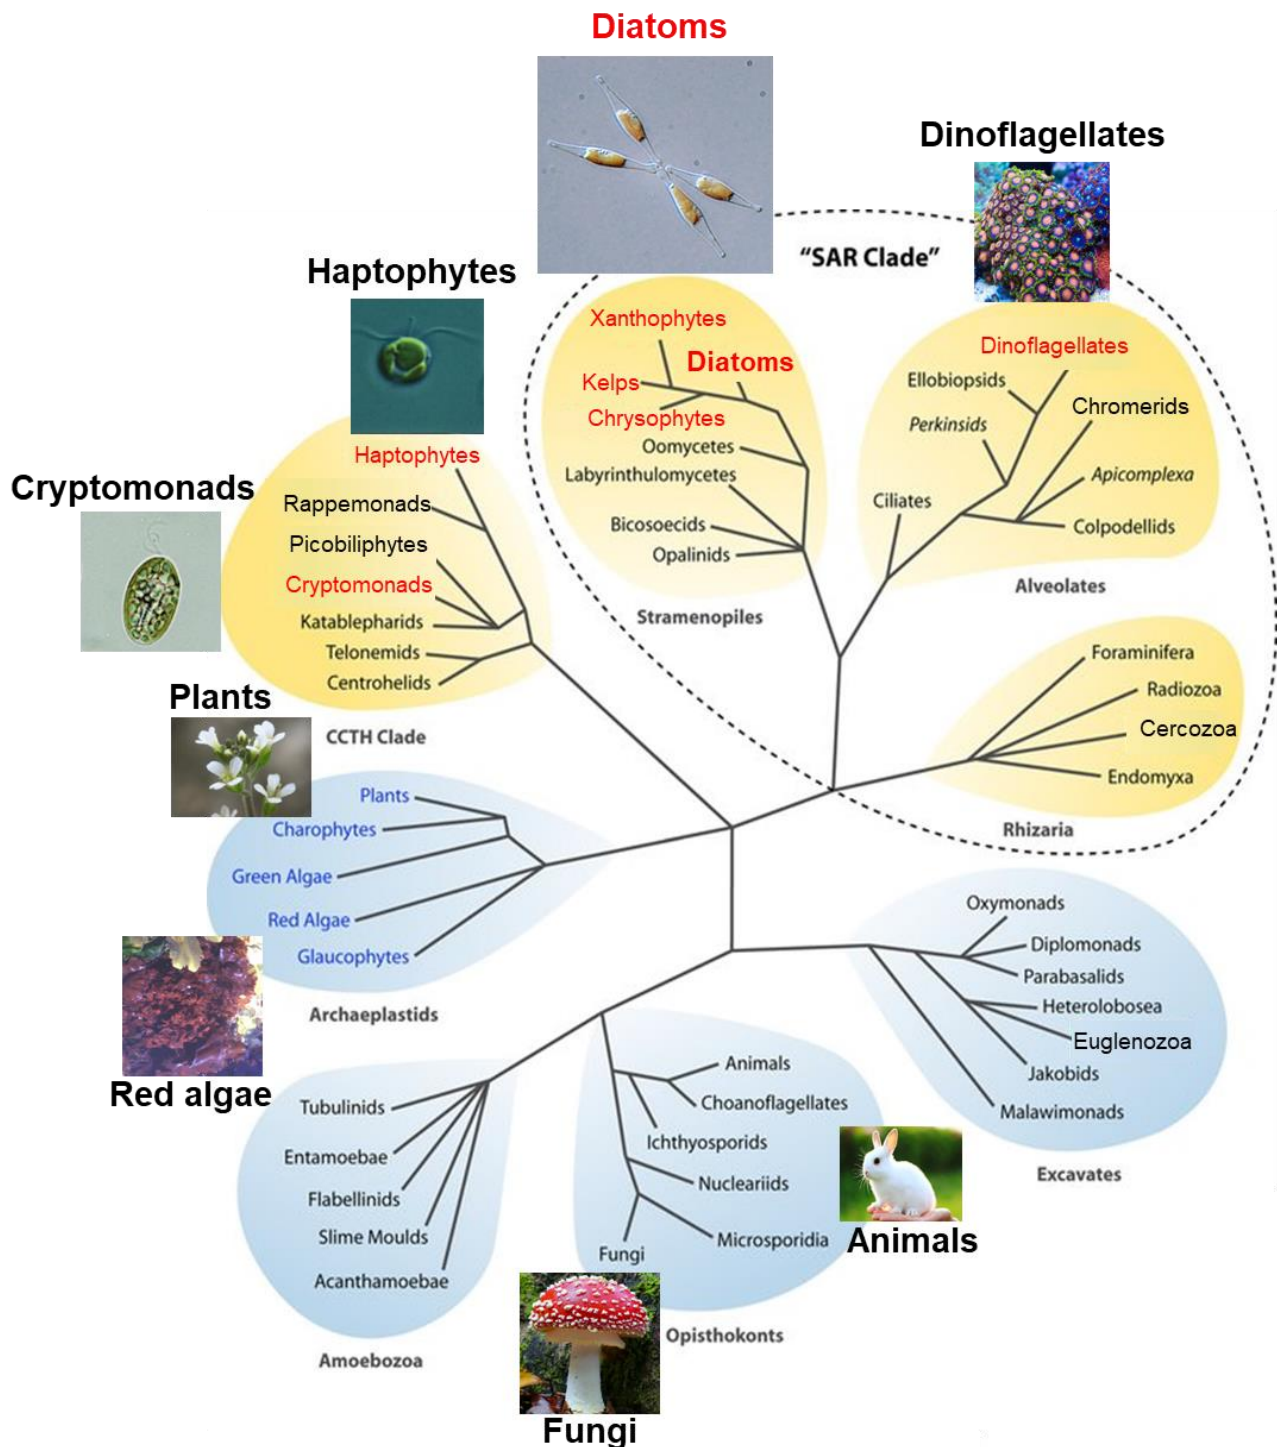 Diatoms
Dinoflagellates
"SAR Clade"
Haptophytes
Xanthophytes
Dinoflagellates
Diatoms
Kelps
Ellobiopsids
Chrysophytes
Chromerids
Perkinsids
Oomycetes
Haptophytes
Labyrinthulomycetes
Apicomplexa
Cryptomonads
Rappemonads
Ciliates
Bicosoecids
Colpodellids
Picobiliphytes
Opalinids
Cryptomonads
Alveolates
Stramenopiles
Katablepharids
Telonemids
Foraminifera
Centrohelids
Radiozoa
Plants
Cercozoa
CCTH Clade
Endomyxa
Plants
Charophytes
Rhizaria
Green Algae
Oxymonads
Red Algae
Diplomonads
Glaucophytes
Parabasalids
Heterolobosea
Archaeplastids
Euglenozoa
Animals
Jakobids
Red algae
Tubulinids
Choanoflagellates
Malawimonads
Ichthyosporids
Entamoebae
Excavates
Nucleariids
Flabellinids
Slime Moulds
Microsporidia
Animals
Fungi
Acanthamoebae
Opisthokonts
Amoebozoa
Fungi